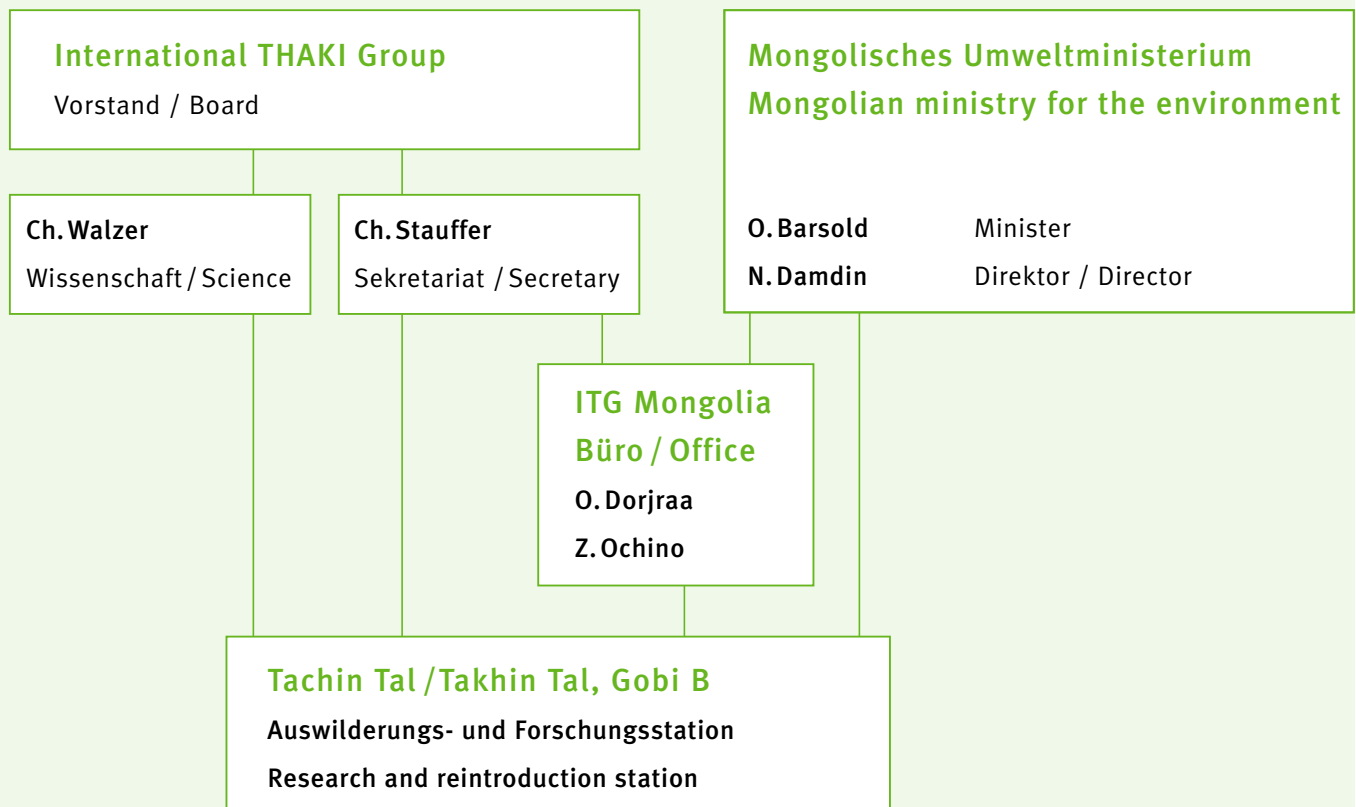 International THAKI Group
Vorstand / Board
Mongolisches Umweltministerium
Mongolian ministry for the environment
O. Barsold Minister
N. Damdin Direktor / Director
Ch. Walzer
Wissenschaft / Science
Ch. Stauffer
Sekretariat / Secretary
ITG Mongolia
Büro / Office
O. Dorjraa
Z. Ochino
Tachin Tal / Takhin Tal, Gobi B
Auswilderungs- und Forschungsstation
Research and reintroduction station